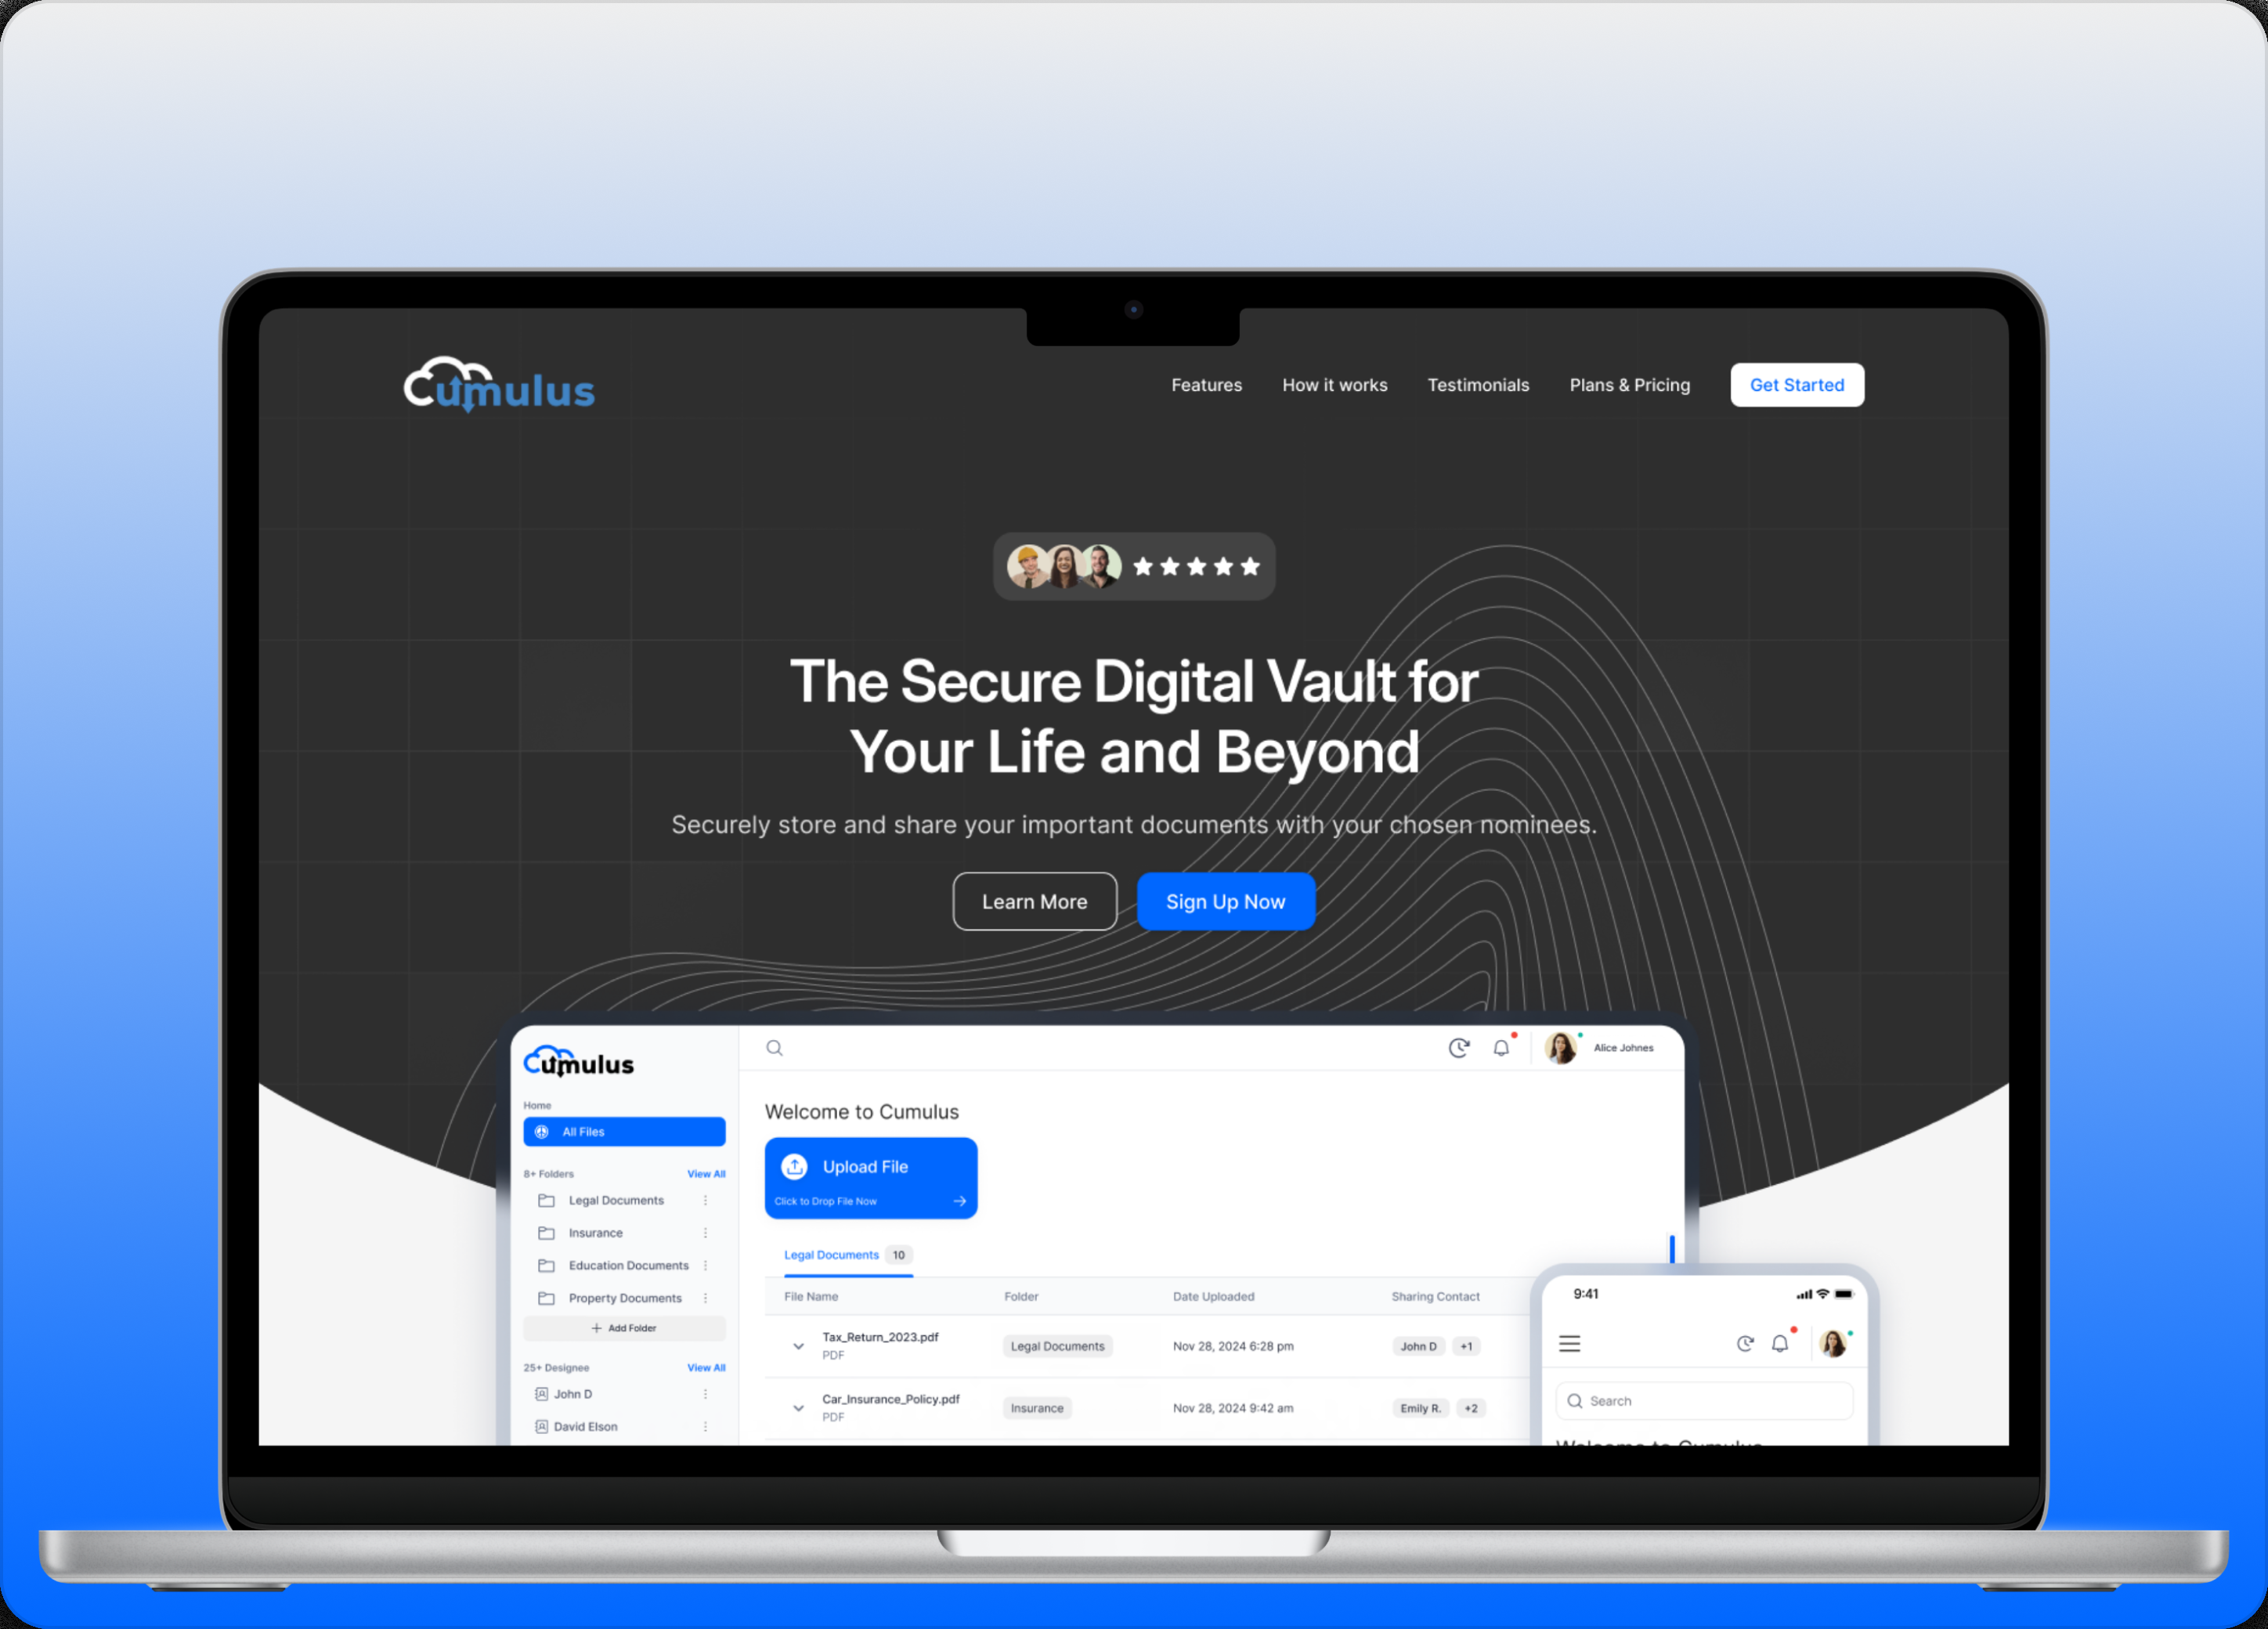 Cumulus
Features How it works Testimonials Plans & Pricing Get Started
The Secure Digital Vault for
Your Life and Beyond
Securely store and share your important documents with your chosen nominees.
Learn More Sign Up Now
Cumulus
Alice Johnes
Home
All Files
8+ Folders View All
Legal Documents
Insurance
Education Documents
Property Documents
Add Folder
25+ Designee View All
John D
David Elson
Welcome to Cumulus
Upload File
Click to Drop File Now
Legal Documents 10
File Name Folder Date Uploaded Sharing Contact
Tax_Return_2023.pdf
PDF
Legal Documents Nov 28, 2024 6:28 pm John D +1
Car_Insurance_Policy.pdf
PDF
Insurance Nov 28, 2024 9:42 am Emily R. +2
9:41
Search
Welcome to Cumulus